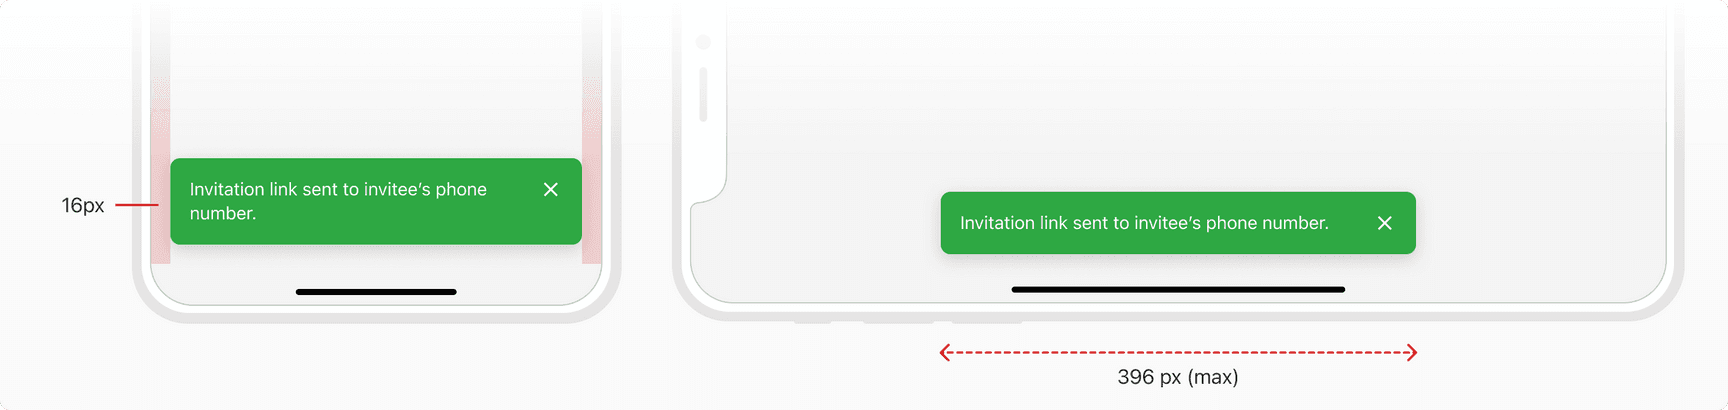 16px
Invitation link sent to invitee’s phone
number.
Invitation link sent to invitee’s phone number.
396 px (max)